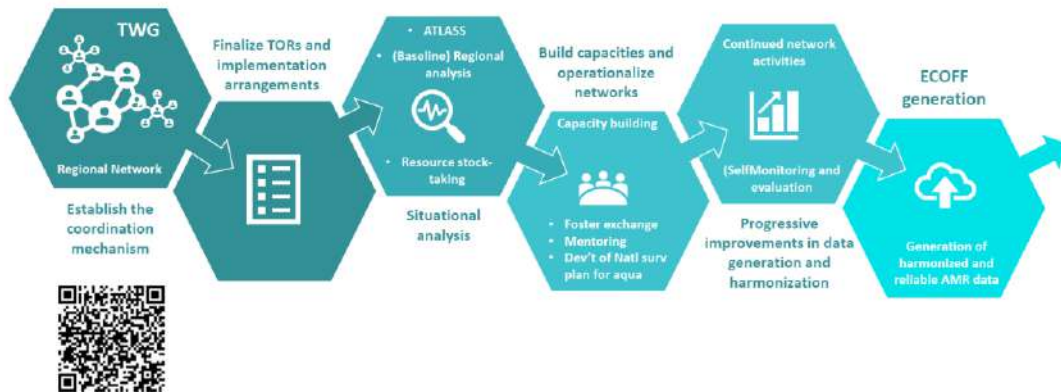 TWG
Regional Network
Establish the
coordination
mechanism
Finalize TORs and
implementation
arrangements
• ATLASS
• (Baseline) Regional
analysis
• Resource stock-
taking
Situational
analysis
Build capacities and
operationalize
networks
Capacity building
• Foster exchange
• Mentoring
• Dev't of Natl surv
plan for aqua
Continued network
activities
(SelfMonitoring and
evaluation
Progressive
improvements in data
generation and
harmonization
ECOFF
generation
Generation of
harmonized and
reliable AMR data